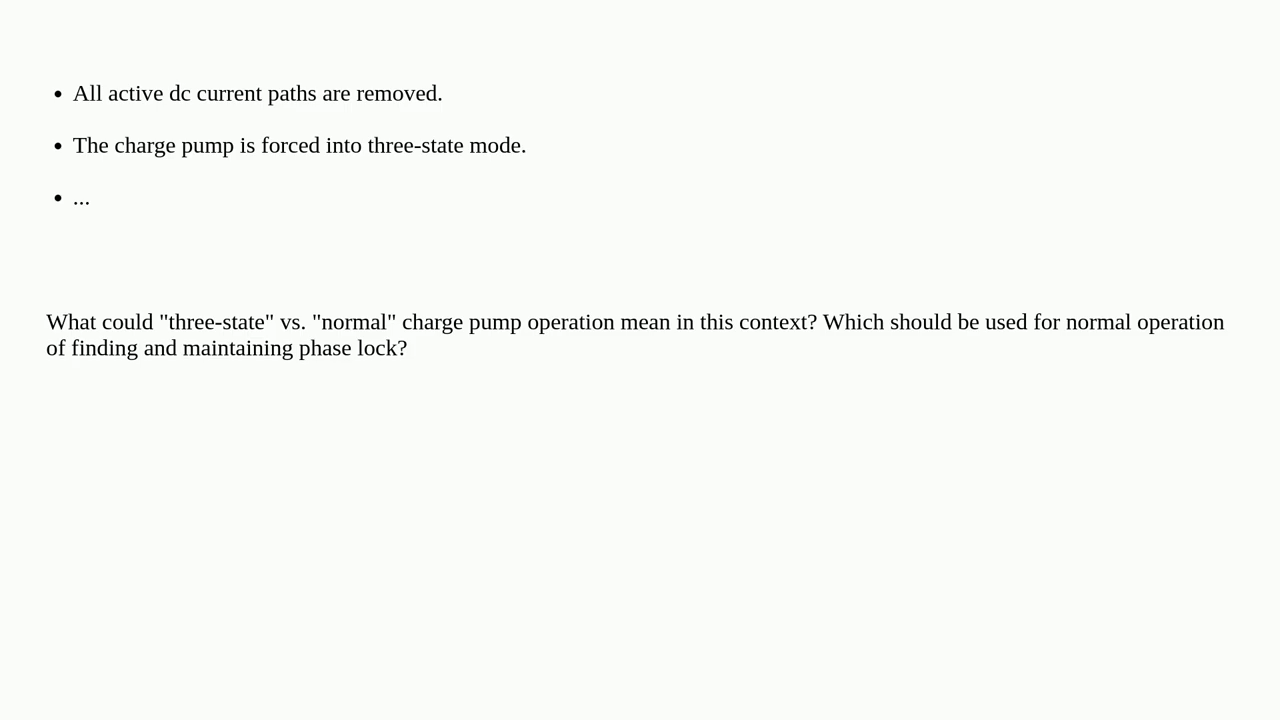 • All active dc current paths are removed.
• The charge pump is forced into three-state mode.
• ...
What could "three-state" vs. "normal" charge pump operation mean in this context? Which should be used for normal operation
of finding and maintaining phase lock?